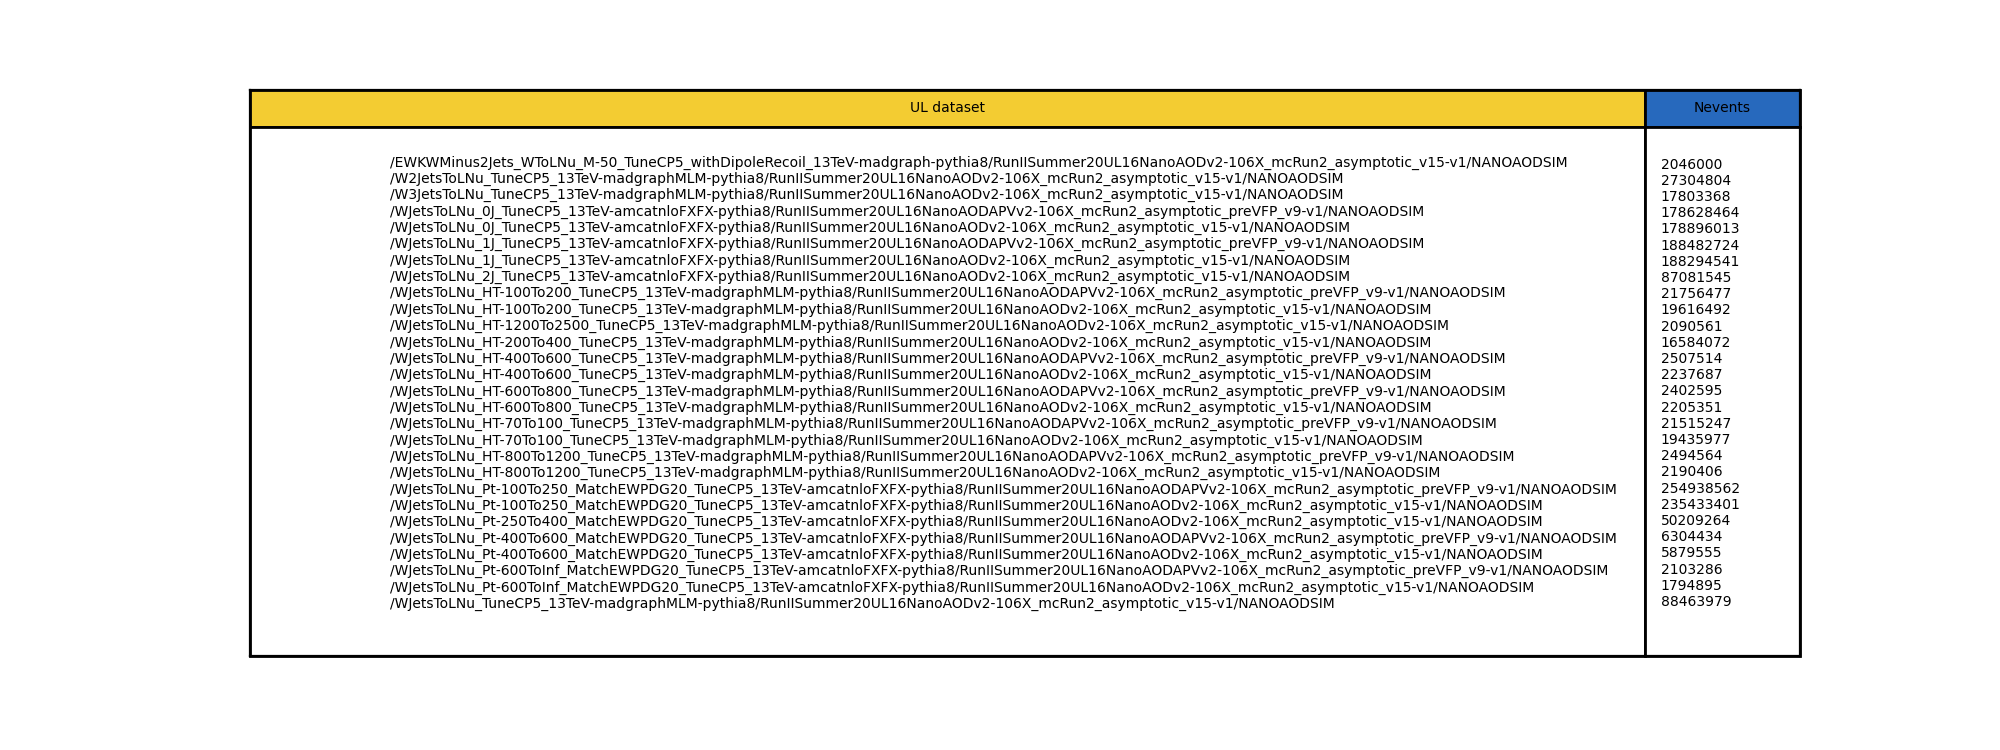 UL dataset Nevents
/EWKWMinus2Jets_WToLNu_M-50_TuneCP5_withDipoleRecoil_13TeV-madgraph-pythia8/RunIISummer20UL16NanoAODv2-106X_mcRun2_asymptotic_v15-v1/NANOAODSIM 2046000
/W2JetsToLNu_TuneCP5_13TeV-madgraphMLM-pythia8/RunIISummer20UL16NanoAODv2-106X_mcRun2_asymptotic_v15-v1/NANOAODSIM 27304804
/W3JetsToLNu_TuneCP5_13TeV-madgraphMLM-pythia8/RunIISummer20UL16NanoAODv2-106X_mcRun2_asymptotic_v15-v1/NANOAODSIM 17803368
/WJetsToLNu_0J_TuneCP5_13TeV-amcatnloFXFX-pythia8/RunIISummer20UL16NanoAODAPVv2-106X_mcRun2_asymptotic_preVFP_v9-v1/NANOAODSIM 178628464
/WJetsToLNu_0J_TuneCP5_13TeV-amcatnloFXFX-pythia8/RunIISummer20UL16NanoAODv2-106X_mcRun2_asymptotic_v15-v1/NANOAODSIM 178896013
/WJetsToLNu_1J_TuneCP5_13TeV-amcatnloFXFX-pythia8/RunIISummer20UL16NanoAODAPVv2-106X_mcRun2_asymptotic_preVFP_v9-v1/NANOAODSIM 188482724
/WJetsToLNu_1J_TuneCP5_13TeV-amcatnloFXFX-pythia8/RunIISummer20UL16NanoAODv2-106X_mcRun2_asymptotic_v15-v1/NANOAODSIM 188294541
/WJetsToLNu_2J_TuneCP5_13TeV-amcatnloFXFX-pythia8/RunIISummer20UL16NanoAODv2-106X_mcRun2_asymptotic_v15-v1/NANOAODSIM 87081545
/WJetsToLNu_HT-100To200_TuneCP5_13TeV-madgraphMLM-pythia8/RunIISummer20UL16NanoAODAPVv2-106X_mcRun2_asymptotic_preVFP_v9-v1/NANOAODSIM 21756477
/WJetsToLNu_HT-100To200_TuneCP5_13TeV-madgraphMLM-pythia8/RunIISummer20UL16NanoAODv2-106X_mcRun2_asymptotic_v15-v1/NANOAODSIM 19616492
/WJetsToLNu_HT-1200To2500_TuneCP5_13TeV-madgraphMLM-pythia8/RunIISummer20UL16NanoAODv2-106X_mcRun2_asymptotic_v15-v1/NANOAODSIM 2090561
/WJetsToLNu_HT-200To400_TuneCP5_13TeV-madgraphMLM-pythia8/RunIISummer20UL16NanoAODv2-106X_mcRun2_asymptotic_v15-v1/NANOAODSIM 16584072
/WJetsToLNu_HT-400To600_TuneCP5_13TeV-madgraphMLM-pythia8/RunIISummer20UL16NanoAODAPVv2-106X_mcRun2_asymptotic_preVFP_v9-v1/NANOAODSIM 2507514
/WJetsToLNu_HT-400To600_TuneCP5_13TeV-madgraphMLM-pythia8/RunIISummer20UL16NanoAODv2-106X_mcRun2_asymptotic_v15-v1/NANOAODSIM 2237687
/WJetsToLNu_HT-600To800_TuneCP5_13TeV-madgraphMLM-pythia8/RunIISummer20UL16NanoAODAPVv2-106X_mcRun2_asymptotic_preVFP_v9-v1/NANOAODSIM 2402595
/WJetsToLNu_HT-600To800_TuneCP5_13TeV-madgraphMLM-pythia8/RunIISummer20UL16NanoAODv2-106X_mcRun2_asymptotic_v15-v1/NANOAODSIM 2205351
/WJetsToLNu_HT-70To100_TuneCP5_13TeV-madgraphMLM-pythia8/RunIISummer20UL16NanoAODAPVv2-106X_mcRun2_asymptotic_preVFP_v9-v1/NANOAODSIM 21515247
/WJetsToLNu_HT-70To100_TuneCP5_13TeV-madgraphMLM-pythia8/RunIISummer20UL16NanoAODv2-106X_mcRun2_asymptotic_v15-v1/NANOAODSIM 19435977
/WJetsToLNu_HT-800To1200_TuneCP5_13TeV-madgraphMLM-pythia8/RunIISummer20UL16NanoAODAPVv2-106X_mcRun2_asymptotic_preVFP_v9-v1/NANOAODSIM 2494564
/WJetsToLNu_HT-800To1200_TuneCP5_13TeV-madgraphMLM-pythia8/RunIISummer20UL16NanoAODv2-106X_mcRun2_asymptotic_v15-v1/NANOAODSIM 2190406
/WJetsToLNu_Pt-100To250_MatchEWPDG20_TuneCP5_13TeV-amcatnloFXFX-pythia8/RunIISummer20UL16NanoAODAPVv2-106X_mcRun2_asymptotic_preVFP_v9-v1/NANOAODSIM 254938562
/WJetsToLNu_Pt-100To250_MatchEWPDG20_TuneCP5_13TeV-amcatnloFXFX-pythia8/RunIISummer20UL16NanoAODv2-106X_mcRun2_asymptotic_v15-v1/NANOAODSIM 235433401
/WJetsToLNu_Pt-250To400_MatchEWPDG20_TuneCP5_13TeV-amcatnloFXFX-pythia8/RunIISummer20UL16NanoAODv2-106X_mcRun2_asymptotic_v15-v1/NANOAODSIM 50209264
/WJetsToLNu_Pt-400To600_MatchEWPDG20_TuneCP5_13TeV-amcatnloFXFX-pythia8/RunIISummer20UL16NanoAODAPVv2-106X_mcRun2_asymptotic_preVFP_v9-v1/NANOAODSIM 6304434
/WJetsToLNu_Pt-400To600_MatchEWPDG20_TuneCP5_13TeV-amcatnloFXFX-pythia8/RunIISummer20UL16NanoAODv2-106X_mcRun2_asymptotic_v15-v1/NANOAODSIM 5879555
/WJetsToLNu_Pt-600ToInf_MatchEWPDG20_TuneCP5_13TeV-amcatnloFXFX-pythia8/RunIISummer20UL16NanoAODAPVv2-106X_mcRun2_asymptotic_preVFP_v9-v1/NANOAODSIM 2103286
/WJetsToLNu_Pt-600ToInf_MatchEWPDG20_TuneCP5_13TeV-amcatnloFXFX-pythia8/RunIISummer20UL16NanoAODv2-106X_mcRun2_asymptotic_v15-v1/NANOAODSIM 1794895
/WJetsToLNu_TuneCP5_13TeV-madgraphMLM-pythia8/RunIISummer20UL16NanoAODv2-106X_mcRun2_asymptotic_v15-v1/NANOAODSIM 88463979